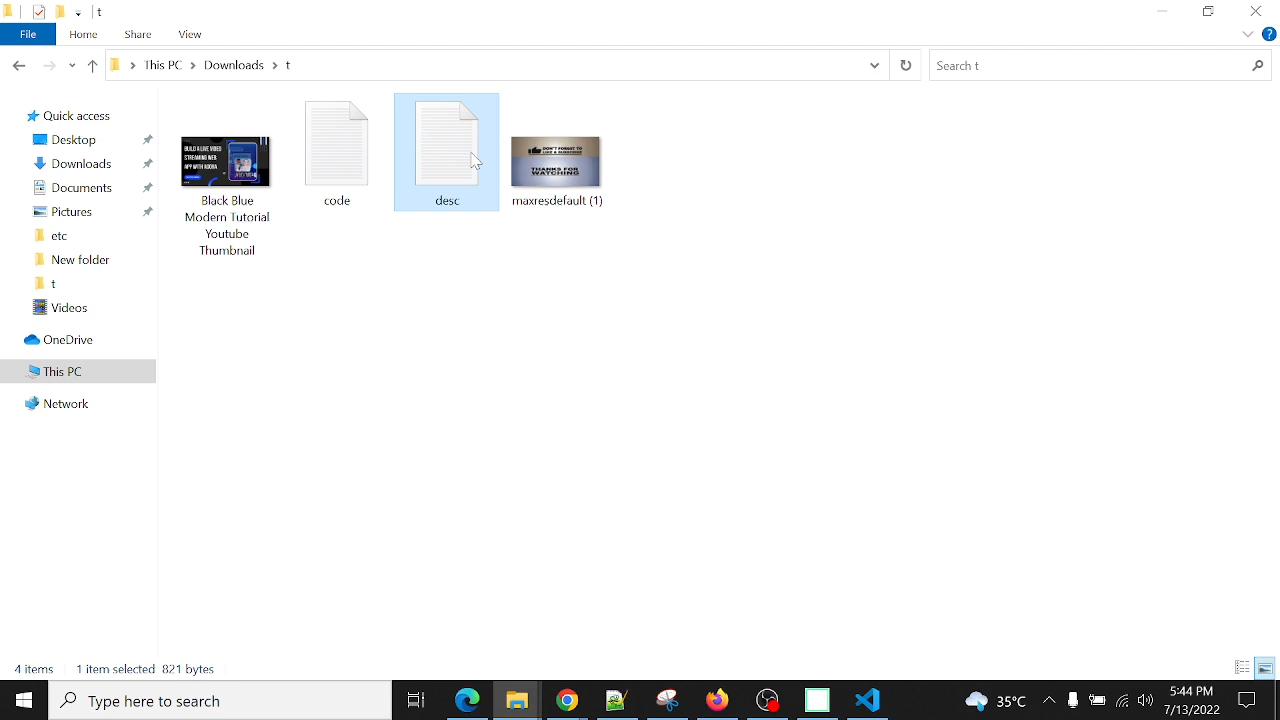 t
File
Home
Share
View
This PC
Downloads
t
Search t
Quick access
Desktop
Downloads
Documents
Pictures
etc
New folder
t
Videos
OneDrive
This PC
Network
BUILD A LIVE VIDEO
STREAMING WEB
APP WITH AGORA
Black Blue
Modern Tutorial
Youtube
Thumbnail
code
desc
DON'T FORGET TO
LIKE & SUBSCRIBE
THANKS FOR
WATCHING
maxresdefault (1)
4 items
1 item selected 821 bytes
Type here to search
35°C
5:44 PM
7/13/2022